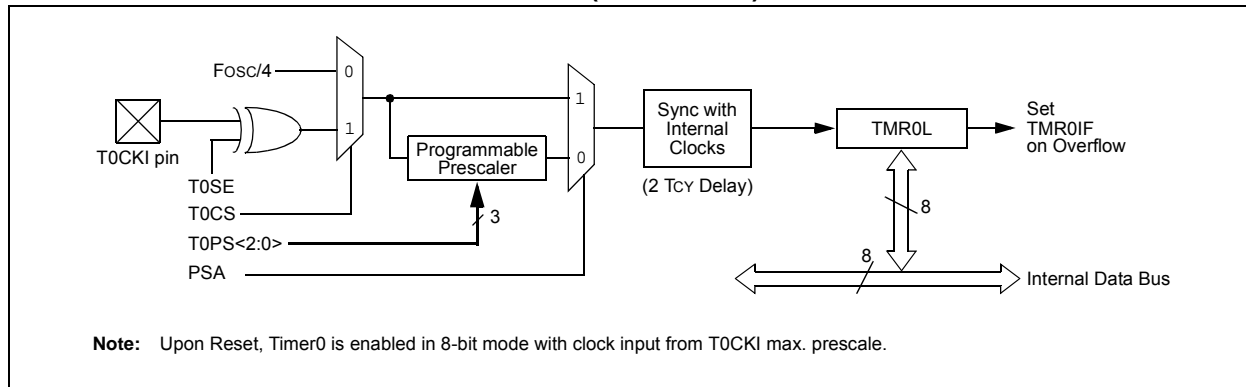 Fosc/4
0
1
T0CKI pin
T0SE
T0CS
T0PS<2:0>
PSA
Programmable
Prescaler
3
1
0
Sync with
Internal
Clocks
(2 TCY Delay)
TMR0L
Set
TMR0IF
on Overflow
8
8
Internal Data Bus
Note: Upon Reset, Timer0 is enabled in 8-bit mode with clock input from T0CKI max. prescale.